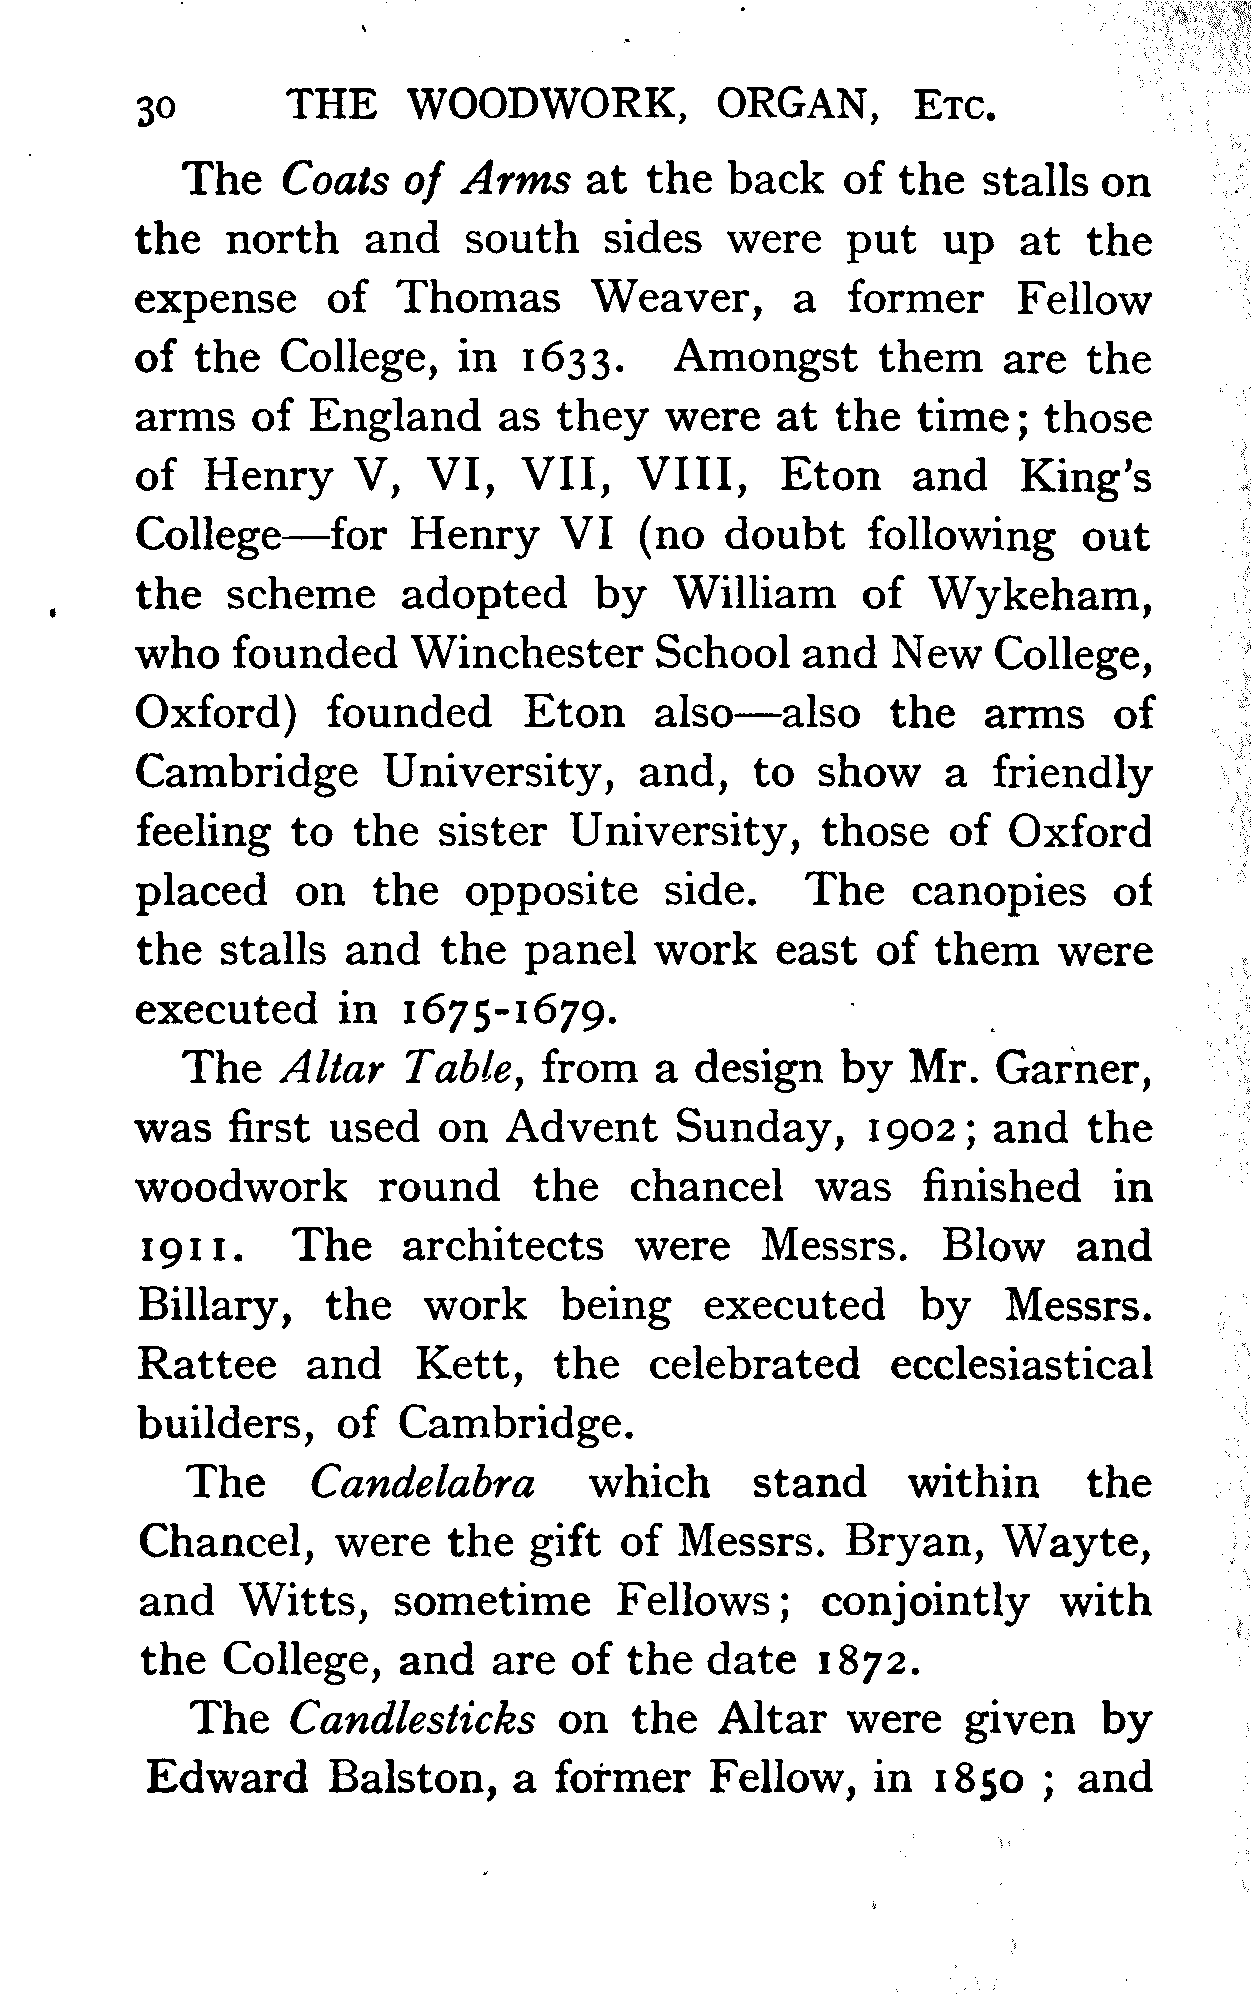 30 THE WOODWORK, ORGAN, ETC.
The Coats of Arms at the back of the stalls on
the north and south sides were put up at the
expense of Thomas Weaver, a former Fellow
of the College, in 1633. Amongst them are the
arms of England as they were at the time; those
of Henry V, VI, VII, VIII, Eton and King's
College—for Henry VI (no doubt following out
the scheme adopted by William of Wykeham,
who founded Winchester School and New College,
Oxford) founded Eton also—also the arms of
Cambridge University, and, to show a friendly
feeling to the sister University, those of Oxford
placed on the opposite side. The canopies of
the stalls and the panel work east of them were
executed in 1675-1679.
The Altar Table, from a design by Mr. Garner,
was first used on Advent Sunday, 1902; and the
woodwork round the chancel was finished in
1911. The architects were Messrs. Blow and
Billary, the work being executed by Messrs.
Rattee and Kett, the celebrated ecclesiastical
builders, of Cambridge.
The Candelabra which stand within the
Chancel, were the gift of Messrs. Bryan, Wayte,
and Witts, sometime Fellows; conjointly with
the College, and are of the date 1872.
The Candlesticks on the Altar were given by
Edward Balston, a former Fellow, in 1850 ; and